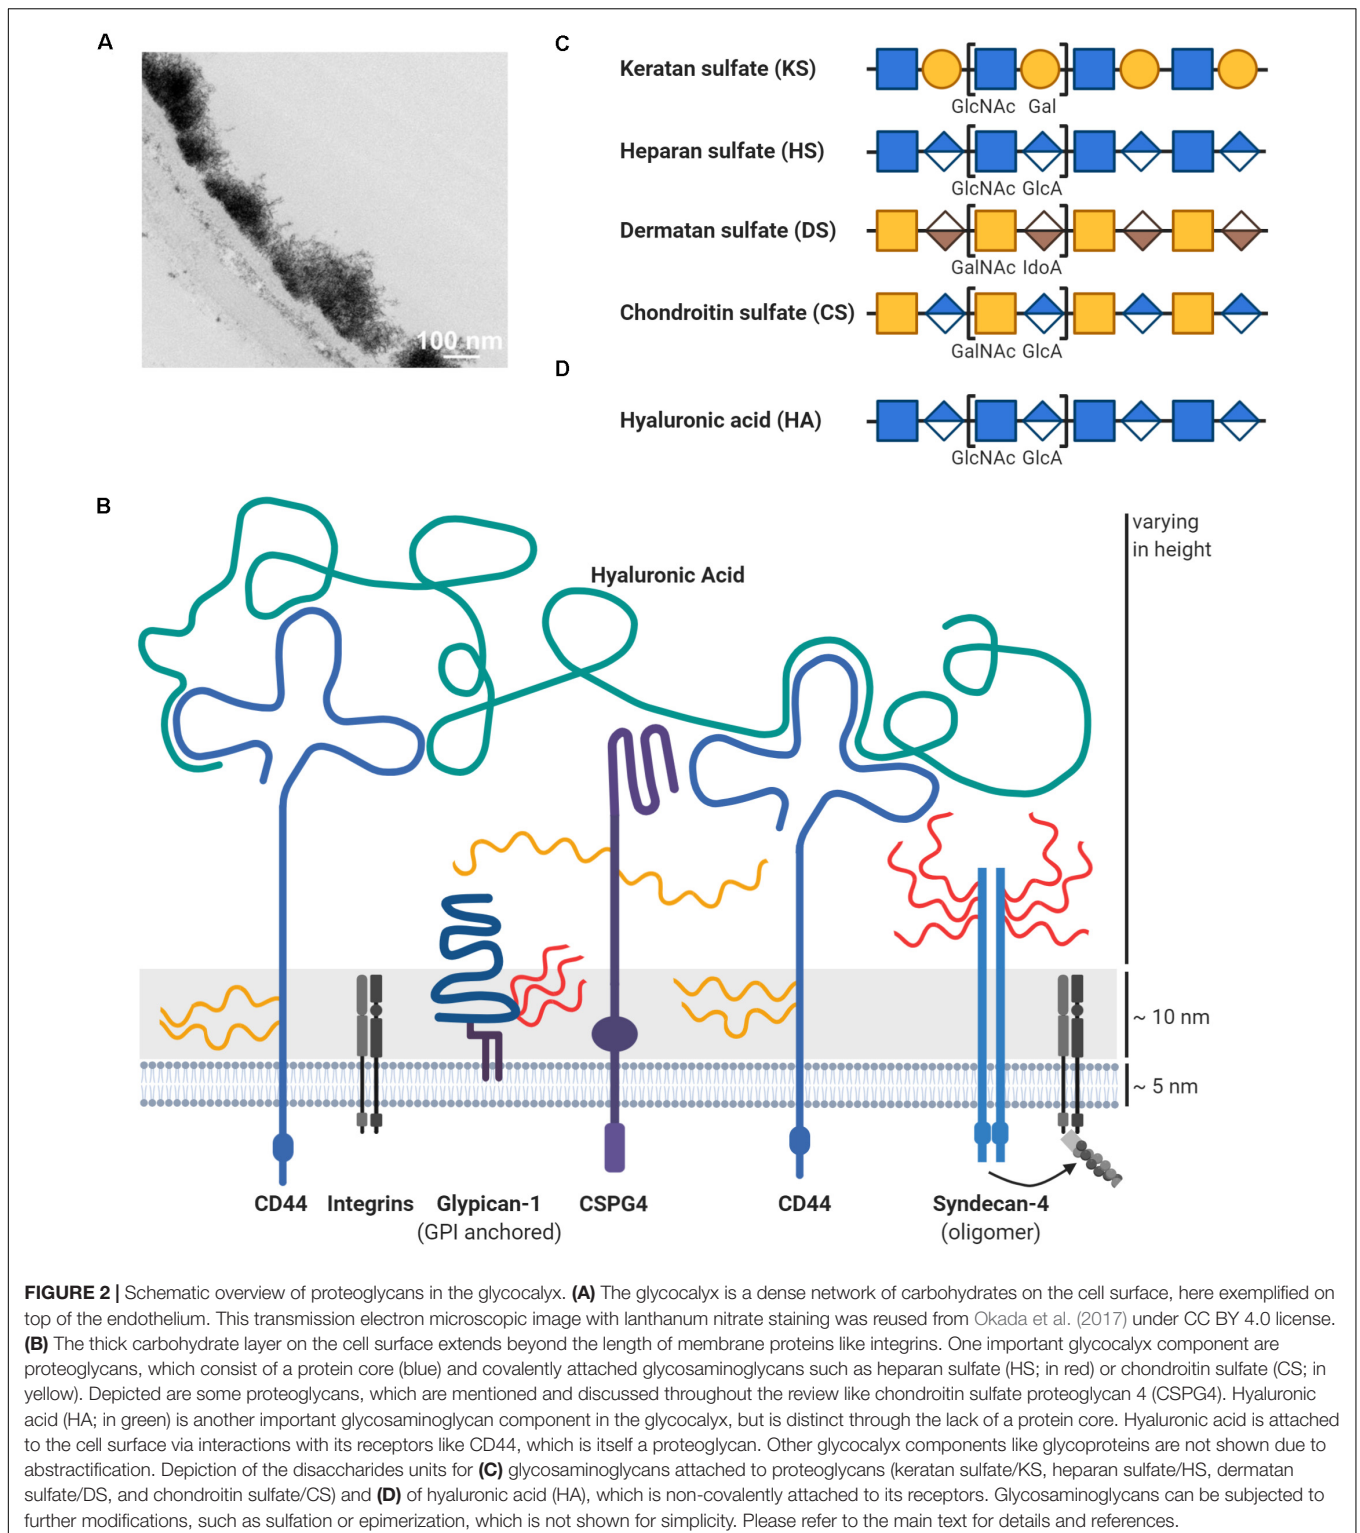 A
100 nm
C
Keratan sulfate (KS)
GlcNAc Gal
Heparan sulfate (HS)
GlcNAc GlcA
Dermatan sulfate (DS)
GalNAc IdoA
Chondroitin sulfate (CS)
GalNAc GlcA
D
Hyaluronic acid (HA)
GlcNAc GlcA
B
varying
in height
Hyaluronic Acid
~ 10 nm
~ 5 nm
CD44 Integrins Glypican-1 CSPG4 CD44 Syndecan-4
(GPI anchored) (oligomer)
FIGURE 2 | Schematic overview of proteoglycans in the glycocalyx. (A) The glycocalyx is a dense network of carbohydrates on the cell surface, here exemplified on
top of the endothelium. This transmission electron microscopic image with lanthanum nitrate staining was reused from Okada et al. (2017) under CC BY 4.0 license.
(B) The thick carbohydrate layer on the cell surface extends beyond the length of membrane proteins like integrins. One important glycocalyx component are
proteoglycans, which consist of a protein core (blue) and covalently attached glycosaminoglycans such as heparan sulfate (HS; in red) or chondroitin sulfate (CS; in
yellow). Depicted are some proteoglycans, which are mentioned and discussed throughout the review like chondroitin sulfate proteoglycan 4 (CSPG4). Hyaluronic
acid (HA; in green) is another important glycosaminoglycan component in the glycocalyx, but is distinct through the lack of a protein core. Hyaluronic acid is attached
to the cell surface via interactions with its receptors like CD44, which is itself a proteoglycan. Other glycocalyx components like glycoproteins are not shown due to
abstractification. Depiction of the disaccharides units for (C) glycosaminoglycans attached to proteoglycans (keratan sulfate/KS, heparan sulfate/HS, dermatan
sulfate/DS, and chondroitin sulfate/CS) and (D) of hyaluronic acid (HA), which is non-covalently attached to its receptors. Glycosaminoglycans can be subjected to
further modifications, such as sulfation or epimerization, which is not shown for simplicity. Please refer to the main text for details and references.